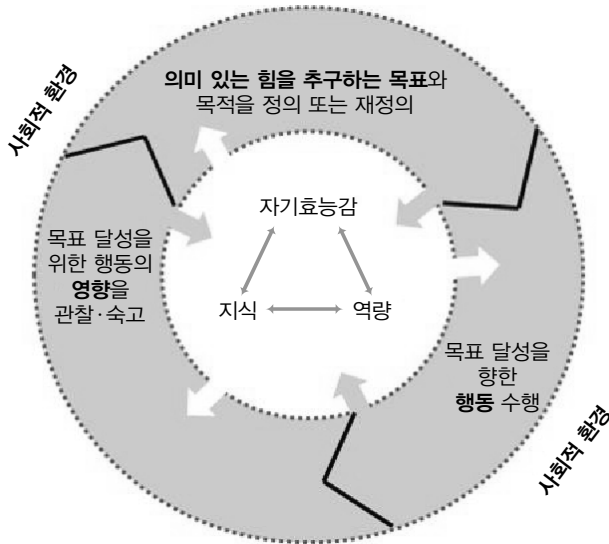 사회적 환경
의미 있는 힘을 추구하는 목표와
목적을 정의 또는 재정의
자기효능감
지식
역량
목표 달성을
위한 행동의
영향을
관찰·숙고
목표 달성을
향한
행동 수행
사회적 환경